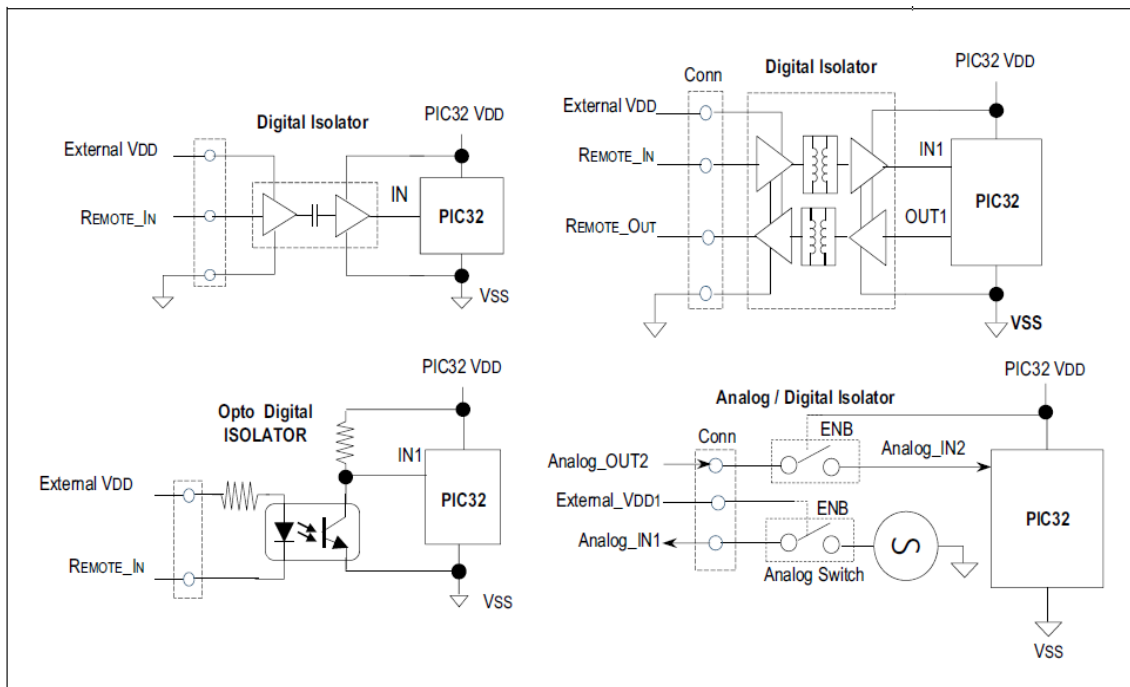 Digital Isolator
PIC32 VDD
External VDD
REMOTE_IN
IN
PIC32
VSS
Conn
Digital Isolator
PIC32 VDD
External VDD
REMOTE_IN
REMOTE_OUT
IN1
OUT1
PIC32
VSS
Opto Digital
ISOLATOR
PIC32 VDD
External VDD
REMOTE_IN
IN1
PIC32
VSS
Analog / Digital Isolator
PIC32 VDD
Conn
ENB
Analog_OUT2
Analog_IN2
External_VDD1
ENB
Analog_IN1
Analog Switch
PIC32
VSS